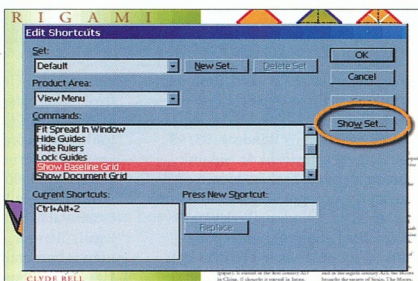 RIGAMI
Edit Shortcuts
Set:
Default
New Set...
Delete Set
OK
Cancel
Product Area:
View Menu
Commands:
Show Set...
Fit Spread In Window
Hide Guides
Hide Rulers
Lock Guides
Show Baseline Grid
Show Document Grid
Current Shortcuts:
Press New Shortcut:
Ctrl+Alt+2
Replace
CLYDE BELL